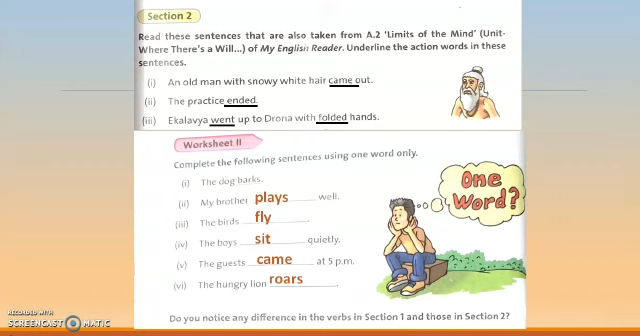 Section 2
Read these sentences that are also taken from A.2 'Limits of the Mind' (Unit-
Where There's a Will...) of My English Reader. Underline the action words in these
sentences.
(i) An old man with snowy white hair came out.
(ii) The practice ended.
(iii) Ekalavya went up to Drona with folded hands.
Worksheet II
Complete the following sentences using one word only.
(i) The dog barks.
(ii) My brother plays well.
(iii) The birds fly.
(iv) The boys sit quietly.
(v) The guests came at 5 p.m.
(vi) The hungry lion roars.
One
Word?
Do you notice any difference in the verbs in Section 1 and those in Section 2?
RECORDED WITH
SCREENCAST MATIC